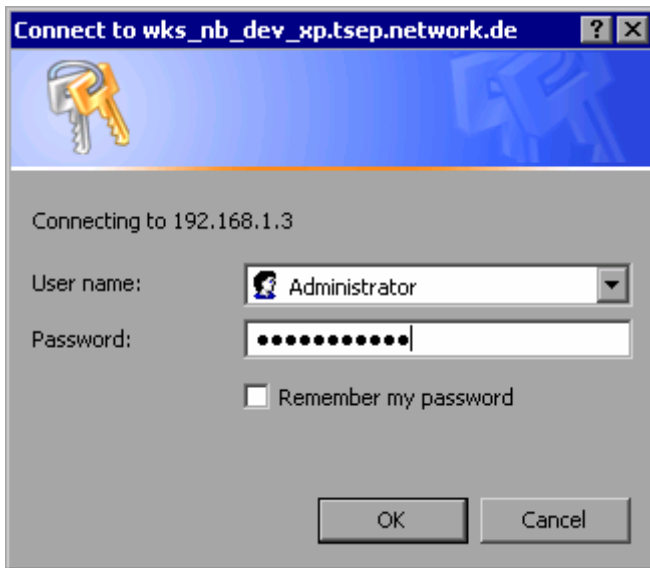 Connect to wks_nb_dev_xp.tsep.network.de
Connecting to 192.168.1.3
User name: Administrator
Password: ●●●●●●●●●●●
Remember my password
OK Cancel